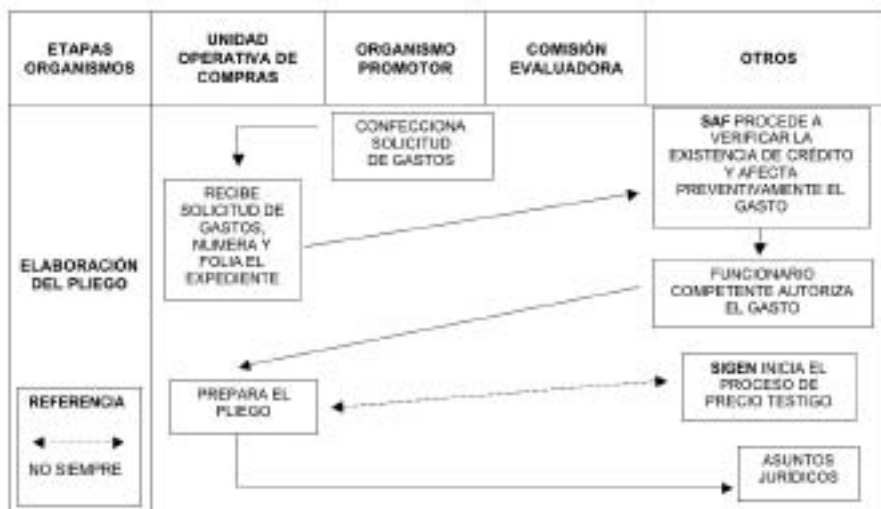 ETAPAS
ORGANISMOS
UNIDAD
OPERATIVA DE
COMPRAS
ORGANISMO
PROMOTOR
COMISIÓN
EVALUADORA
OTROS
CONFECCIONA
SOLICITUD
DE GASTOS
SAF PROCEDE A
VERIFICAR LA
EXISTENCIA DE CRÉDITO
Y AFECTA
PREVENTIVAMENTE EL
GASTO
RECIBE
SOLICITUD DE
GASTOS,
NUMERA Y
FOLIA EL
EXPEDIENTE
ELABORACIÓN
DEL PLIEGO
FUNCIONARIO
COMPETENTE AUTORIZA
EL GASTO
PREPARA EL
PLIEGO
SIGEN INICIA EL
PROCESO DE
PRECIO TESTIGO
REFERENCIA
NO SIEMPRE
ASUNTOS
JURÍDICOS